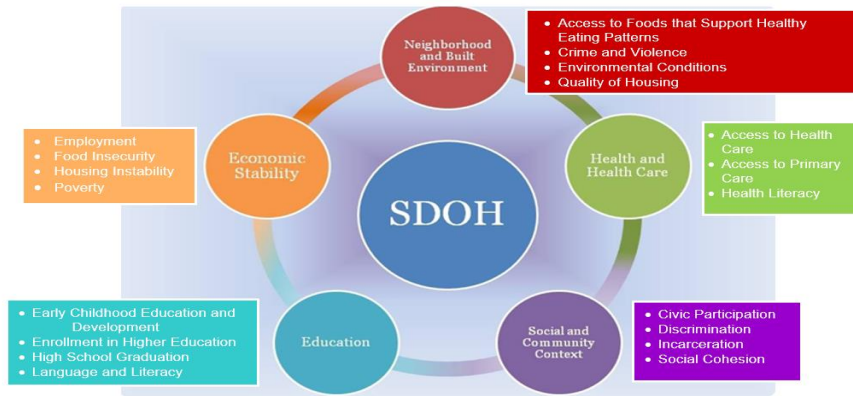 Neighborhood
and Built
Environment
• Access to Foods that Support Healthy
Eating Patterns
• Crime and Violence
• Environmental Conditions
• Quality of Housing
• Employment
• Food Insecurity
• Housing Instability
• Poverty
Economic
Stability
SDOH
Health and
Health Care
• Access to Health
Care
• Access to Primary
Care
• Health Literacy
• Early Childhood Education and
Development
• Enrollment in Higher Education
• High School Graduation
• Language and Literacy
Education
Social and
Community
Context
• Civic Participation
• Discrimination
• Incarceration
• Social Cohesion